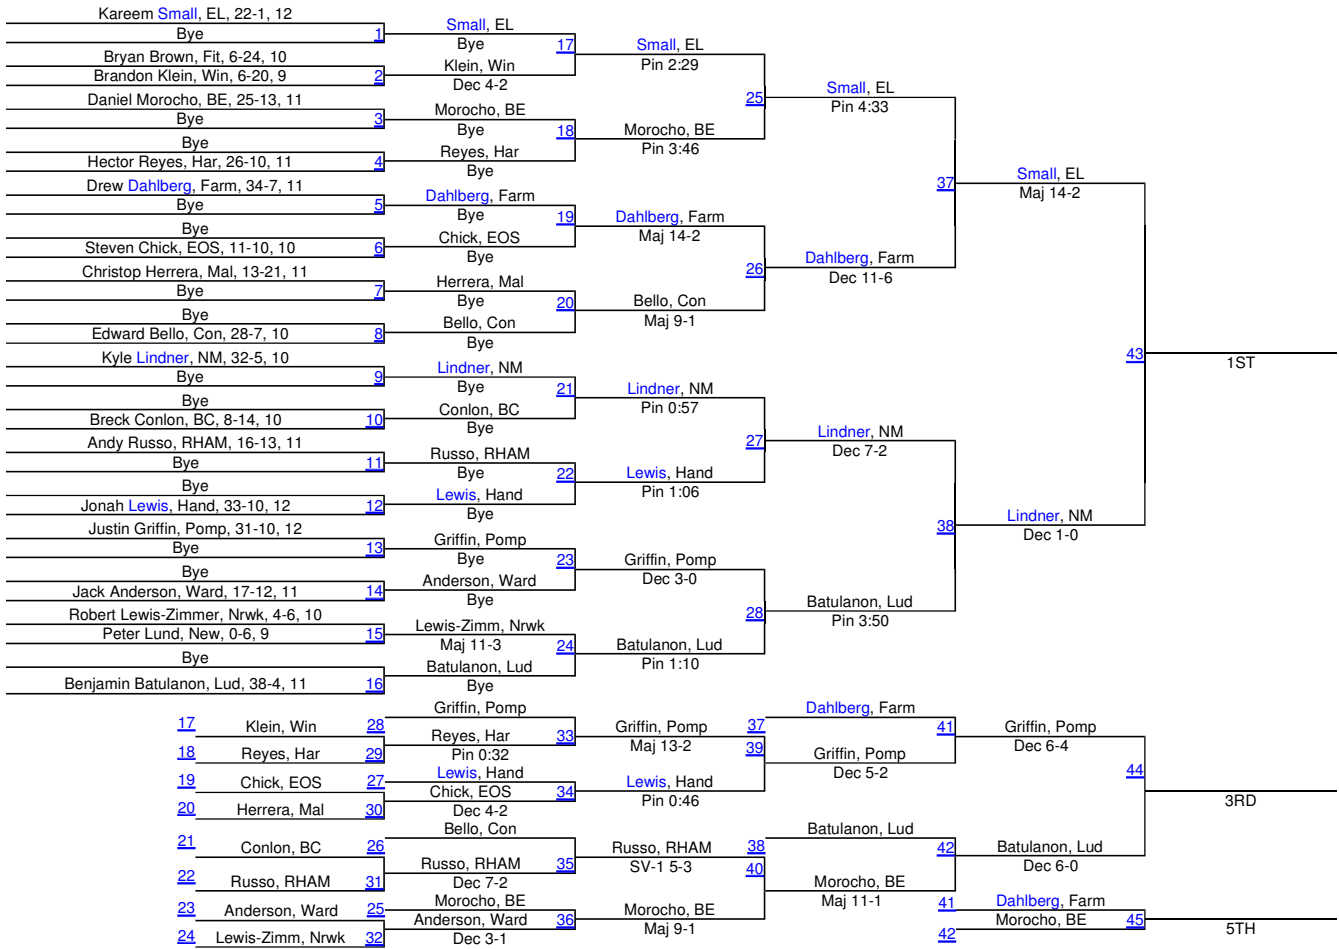 Kareem Small, EL, 22-1, 12
Bye
1
Bryan Brown, Fit, 6-24, 10
Brandon Klein, Win, 6-20, 9
2
Daniel Morocho, BE, 25-13, 11
Bye
3
Bye
Hector Reyes, Har, 26-10, 11
4
Drew Dahlberg, Farm, 34-7, 11
Bye
5
Bye
Steven Chick, EOS, 11-10, 10
6
Christop Herrera, Mal, 13-21, 11
Bye
7
Bye
Edward Bello, Con, 28-7, 10
8
Kyle Lindner, NM, 32-5, 10
Bye
9
Bye
Breck Conlon, BC, 8-14, 10
10
Andy Russo, RHAM, 16-13, 11
Bye
11
Bye
Jonah Lewis, Hand, 33-10, 12
12
Justin Griffin, Pomp, 31-10, 12
Bye
13
Bye
Jack Anderson, Ward, 17-12, 11
14
Robert Lewis-Zimmer, Nrwk, 4-6, 10
Peter Lund, New, 0-6, 9
15
Bye
Benjamin Batulanon, Lud, 38-4, 11
16
Small, EL
Bye
17
Klein, Win
Dec 4-2
Morocho, BE
Bye
18
Reyes, Har
Bye
Dahlberg, Farm
Bye
19
Chick, EOS
Bye
Herrera, Mal
Bye
20
Bello, Con
Bye
Lindner, NM
Bye
21
Conlon, BC
Bye
Russo, RHAM
Bye
22
Lewis, Hand
Bye
Griffin, Pomp
Bye
23
Anderson, Ward
Bye
Lewis-Zimm, Nrwk
Maj 11-3
24
Batulanon, Lud
Bye
Small, EL
Pin 2:29
25
Morocho, BE
Pin 3:46
Dahlberg, Farm
Maj 14-2
26
Bello, Con
Maj 9-1
Lindner, NM
Pin 0:57
27
Lewis, Hand
Pin 1:06
Griffin, Pomp
Dec 3-0
28
Batulanon, Lud
Pin 1:10
Small, EL
Pin 4:33
37
Dahlberg, Farm
Dec 11-6
Lindner, NM
Dec 7-2
38
Batulanon, Lud
Pin 3:50
Small, EL
Maj 14-2
43
Lindner, NM
Dec 1-0
1ST
17
Klein, Win
28
18
Reyes, Har
29
19
Chick, EOS
27
20
Herrera, Mal
30
21
Conlon, BC
26
22
Russo, RHAM
31
23
Anderson, Ward
25
24
Lewis-Zimm, Nrwk
32
Griffin, Pomp
Reyes, Har
33
Pin 0:32
Lewis, Hand
Chick, EOS
34
Dec 4-2
Bello, Con
Russo, RHAM
35
Dec 7-2
Morocho, BE
Anderson, Ward
36
Dec 3-1
Griffin, Pomp
Maj 13-2
37
39
Lewis, Hand
Pin 0:46
Russo, RHAM
SV-1 5-3
38
40
Morocho, BE
Maj 9-1
Dahlberg, Farm
41
Griffin, Pomp
Dec 5-2
Batulanon, Lud
42
Morocho, BE
Maj 11-1
Griffin, Pomp
Dec 6-4
44
Batulanon, Lud
Dec 6-0
3RD
41
Dahlberg, Farm
Morocho, BE
45
42
5TH